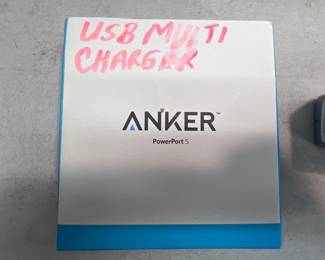 USB MULTI
CHARGER
ANKER
PowerPort 5